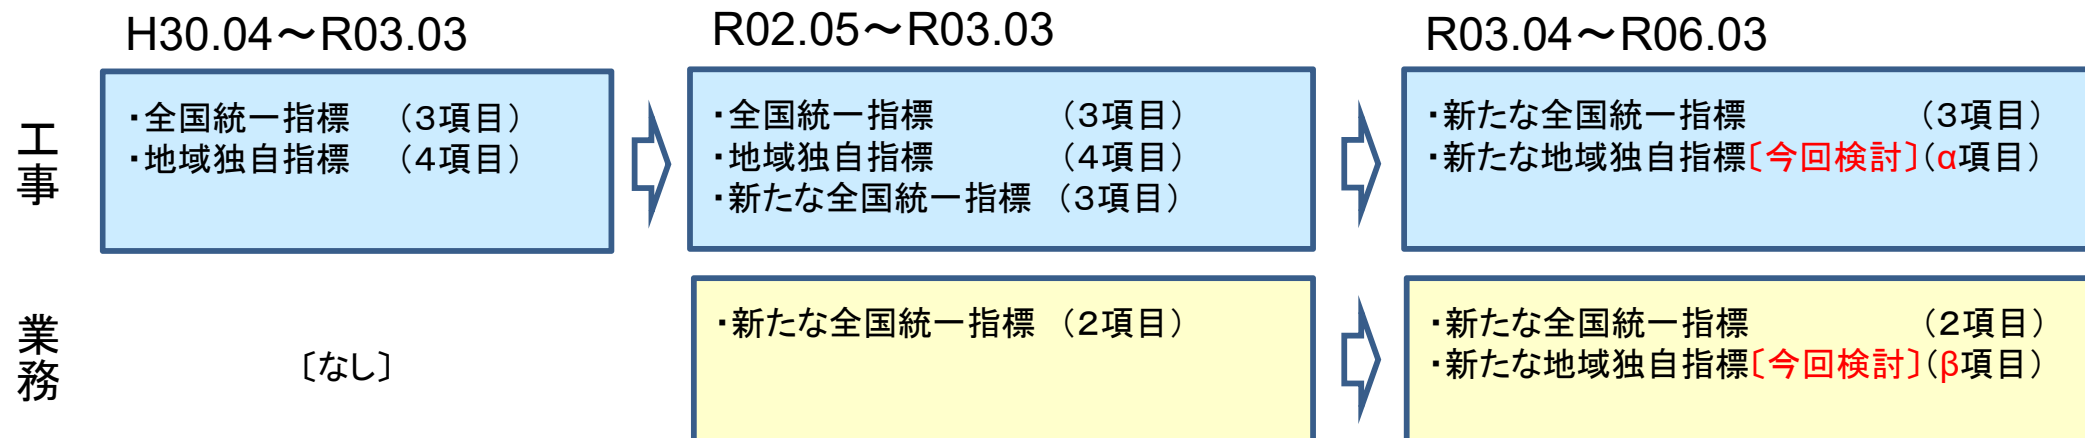 H30.04～R03.03
R02.05～R03.03
R03.04～R06.03
工事
・全国統一指標　（3項目）
・地域独自指標　（4項目）
・全国統一指標　（3項目）
・地域独自指標　（4項目）
・新たな全国統一指標　（3項目）
・新たな全国統一指標　（3項目）
・新たな地域独自指標〔今回検討〕（α項目）
業務
〔なし〕
・新たな全国統一指標　（2項目）
・新たな全国統一指標　（2項目）
・新たな地域独自指標〔今回検討〕（β項目）